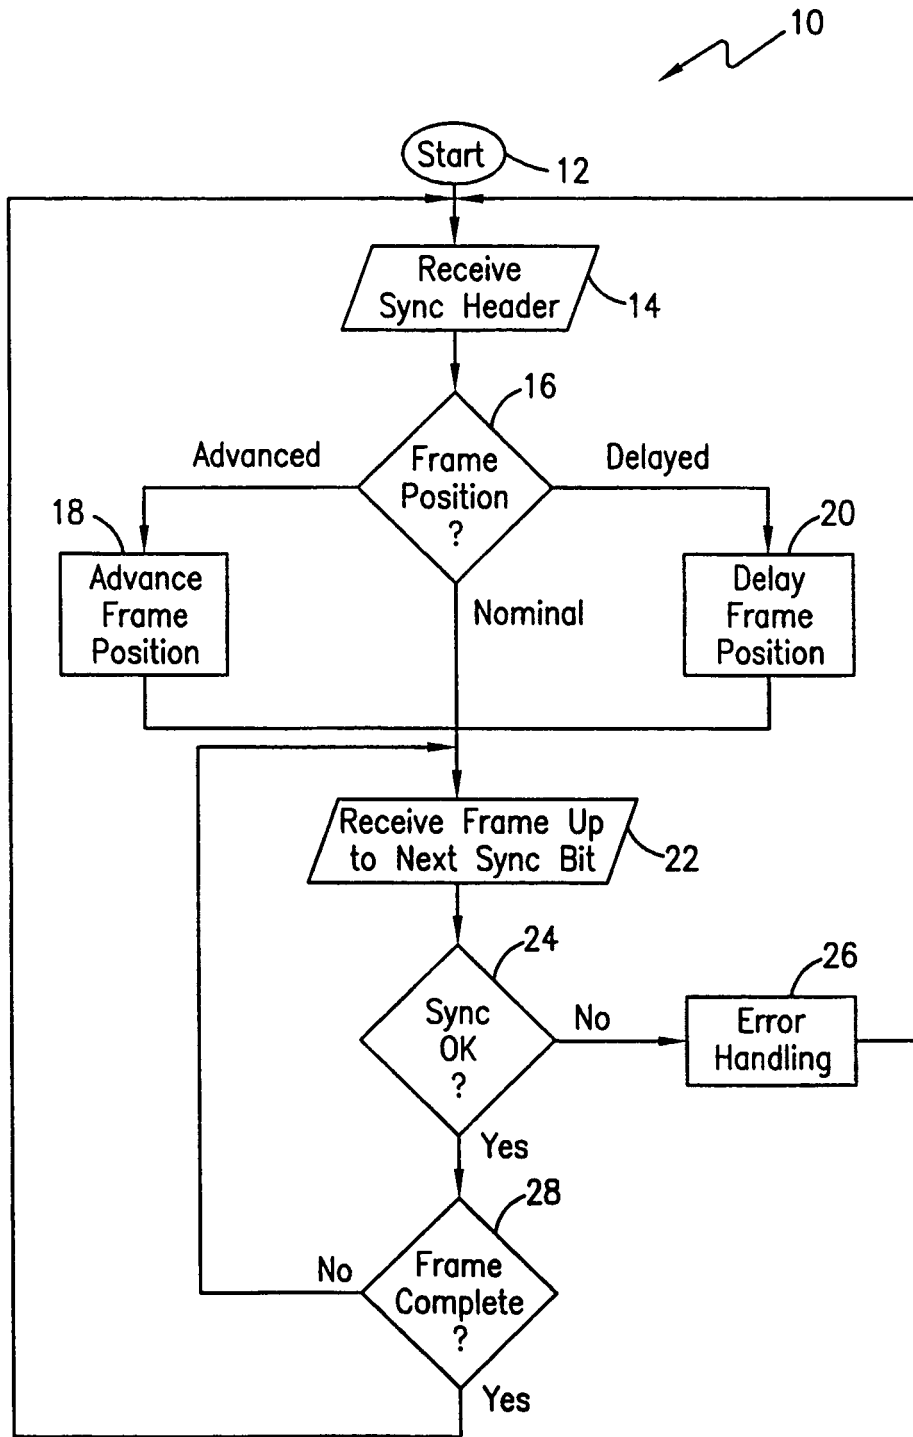 10
Start
12
Receive
Sync Header
14
16
Frame
Position
?
Advanced
Delayed
Nominal
18
Advance
Frame
Position
20
Delay
Frame
Position
Receive Frame Up
to Next Sync Bit
22
24
Sync
OK
?
No
26
Error
Handling
Yes
28
Frame
Complete
?
No
Yes